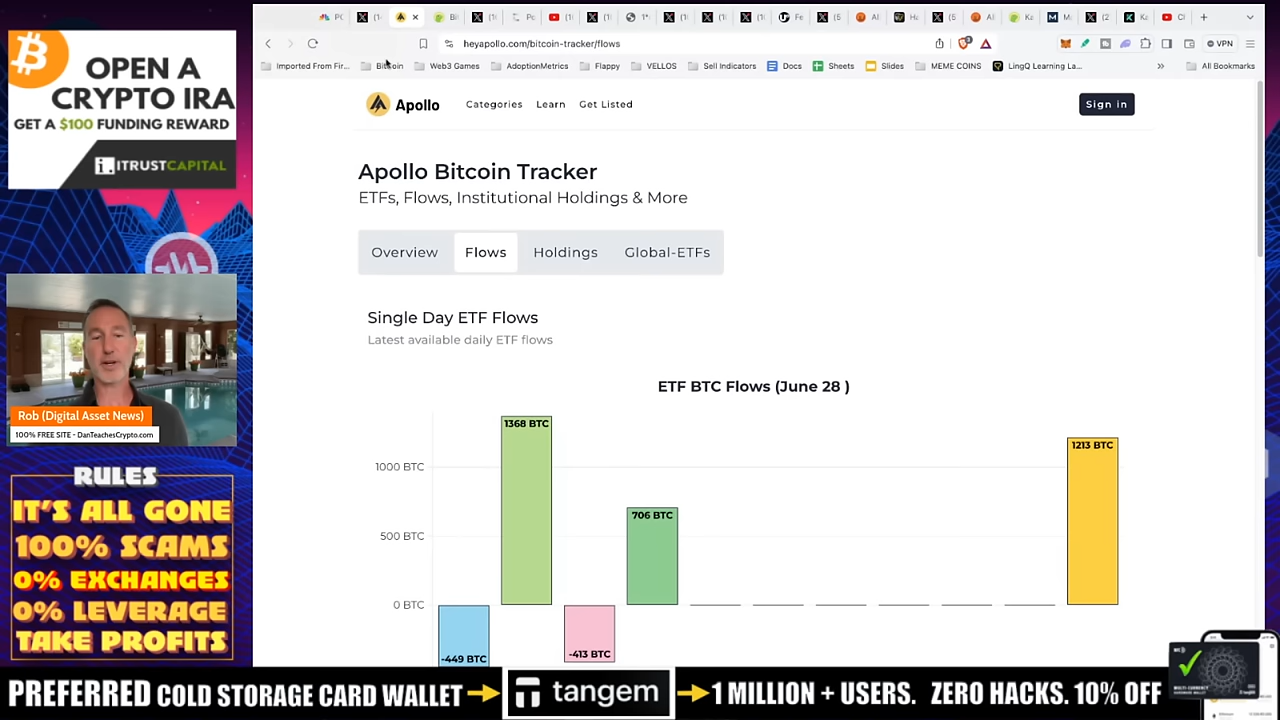 OPEN A
CRYPTO IRA
GET A $100 FUNDING REWARD
ITRUSTCAPITAL
Rob (Digital Asset News)
100% FREE SITE - DanTeachesCrypto.com
RULES
IT'S ALL GONE
100% SCAMS
0% EXCHANGES
0% LEVERAGE
TAKE PROFITS
heyapollo.com/bitcoin-tracker/flows
VPN
Imported From Fir... Bitcoin Web3 Games AdoptionMetrics Flappy VELLOS Sell Indicators Docs Sheets Slides MEME COINS LingQ Learning La... » All Bookmarks
Apollo Categories Learn Get Listed Sign in
Apollo Bitcoin Tracker
ETFs, Flows, Institutional Holdings & More
Overview Flows Holdings Global-ETFs
Single Day ETF Flows
Latest available daily ETF flows
ETF BTC Flows (June 28 )
1368 BTC
1213 BTC
1000 BTC
706 BTC
500 BTC
0 BTC
-449 BTC
-413 BTC
PREFERRED COLD STORAGE CARD WALLET tangem 1 MILLION + USERS. ZERO HACKS. 10% OFF